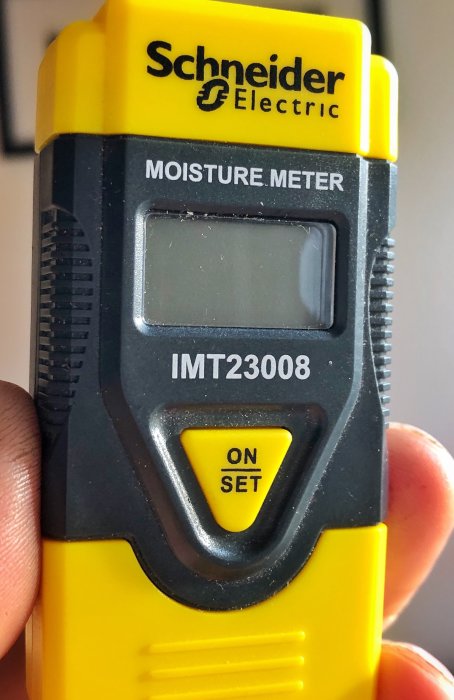 Schneider
Electric
MOISTURE METER
IMT23008
ON
SET